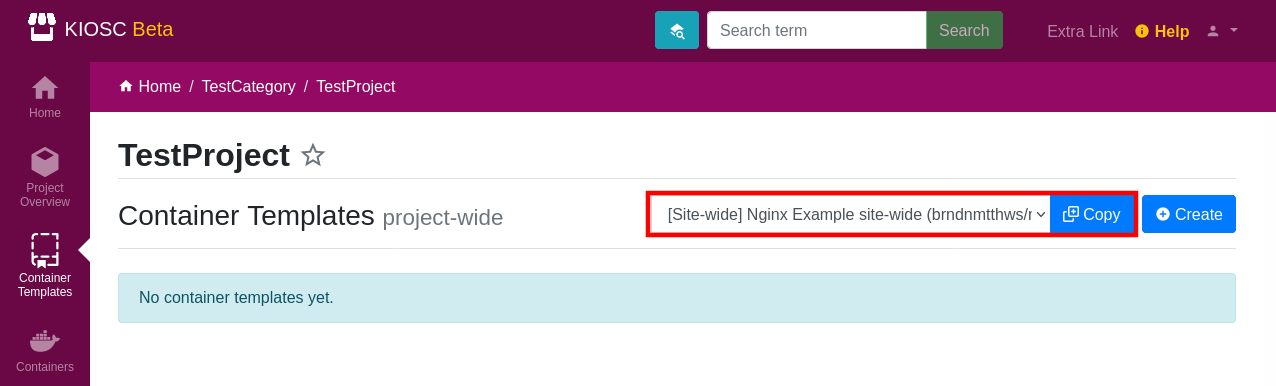 KIOSC Beta
Search term
Search
Extra Link
Help
Home
Project
Overview
Container
Templates
Containers
Home / TestCategory / TestProject
TestProject
Container Templates project-wide
[Site-wide] Nginx Example site-wide (brndnmtthws/r
Copy
Create
No container templates yet.